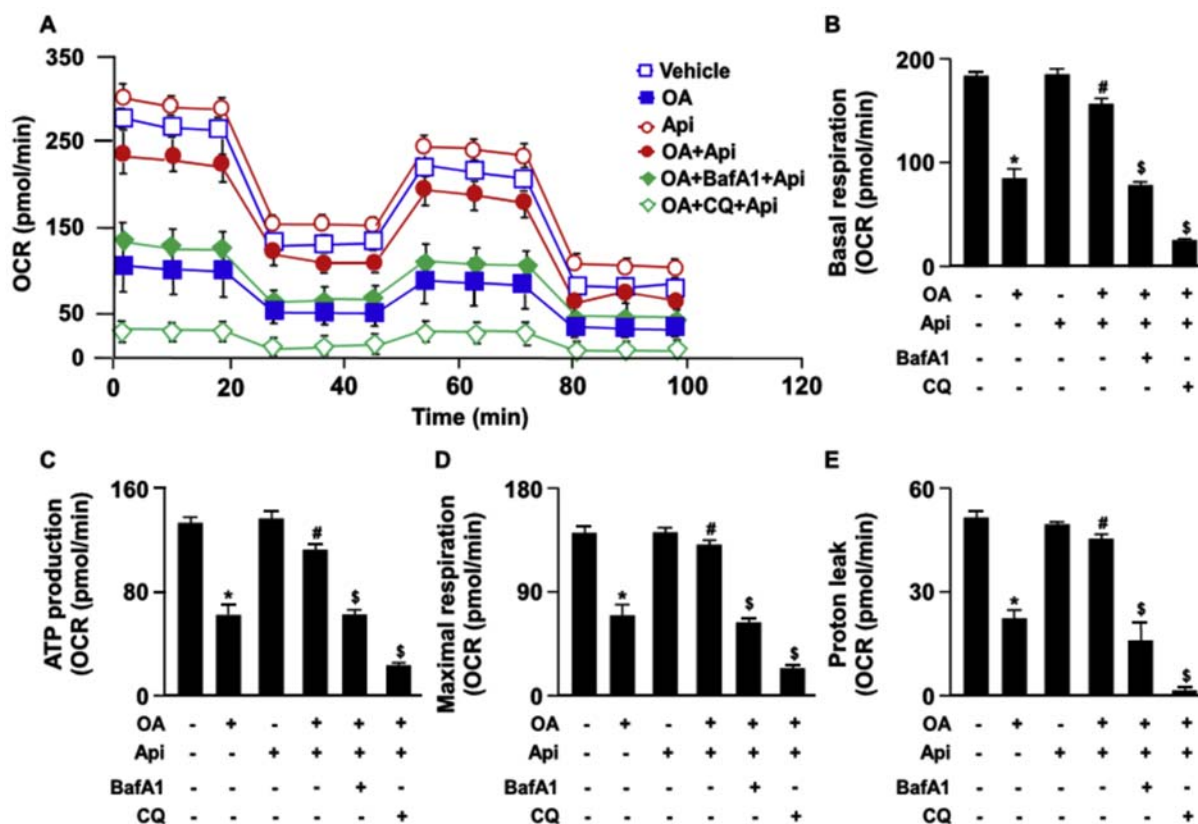 A
350
250
150
50
0
OCR (pmol/min)
0 20 40 60 80 100 120
Time (min)
Vehicle
OA
Api
OA+Api
OA+BafA1+Api
OA+CQ+Api
B
200
100
0
Basal respiration
(OCR (pmol/min)
* # $ $
OA - + - + + +
Api - - + + + +
BafA1 - - - - + -
CQ - - - - - +
C
160
80
0
ATP production
(OCR (pmol/min)
* # $ $
OA - + - + + +
Api - - + + + +
BafA1 - - - - + -
CQ - - - - - +
D
180
90
0
Maximal respiration
(OCR (pmol/min)
* # $ $
OA - + - + + +
Api - - + + + +
BafA1 - - - - + -
CQ - - - - - +
E
60
30
0
Proton leak
(OCR (pmol/min)
* # $ $
OA - + - + + +
Api - - + + + +
BafA1 - - - - + -
CQ - - - - - +